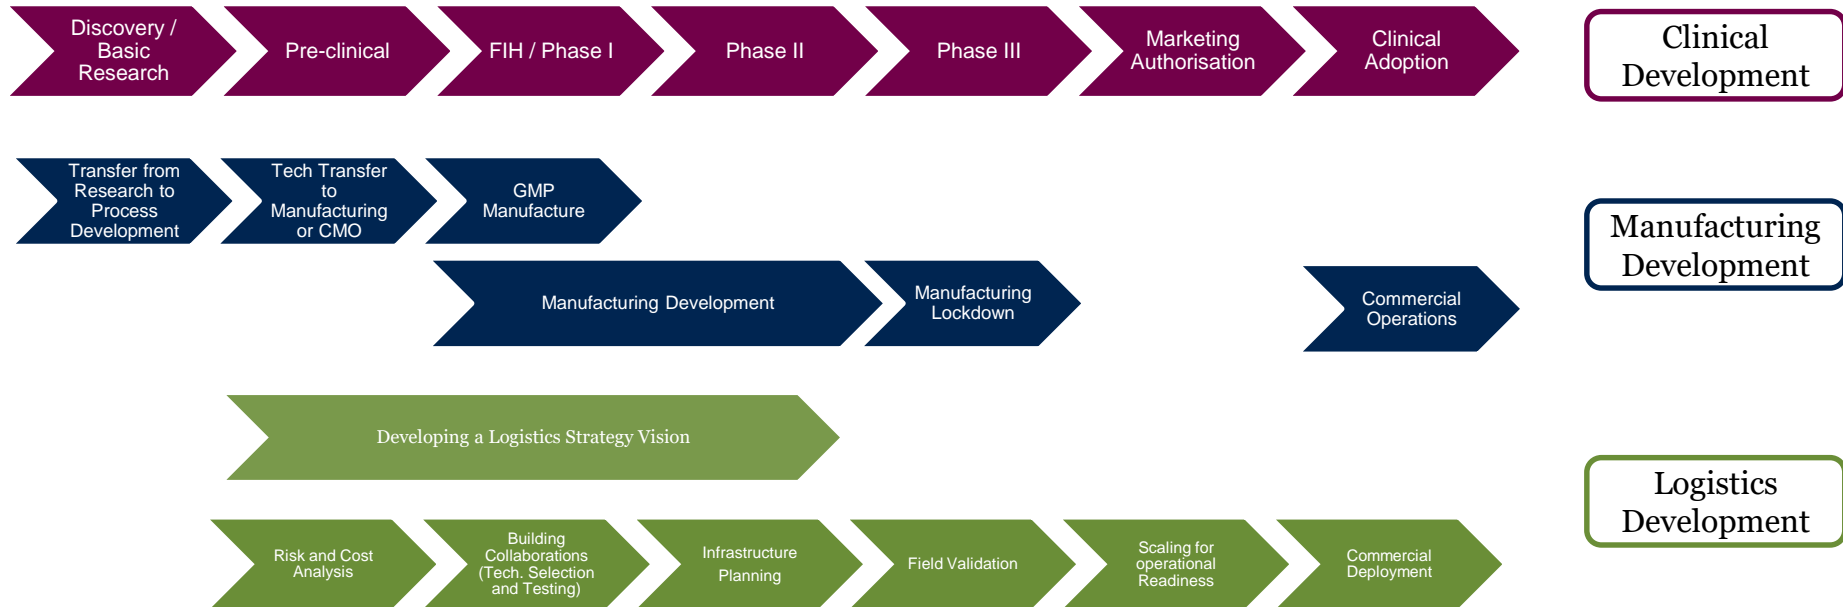 Discovery /
Basic
Research
Pre-clinical
FIH / Phase I
Phase II
Phase III
Marketing
Authorisation
Clinical
Adoption
Clinical
Development
Transfer from
Research to
Process
Development
Tech Transfer
to
Manufacturing
or CMO
GMP
Manufacture
Manufacturing Development
Manufacturing
Lockdown
Commercial
Operations
Manufacturing
Development
Developing a Logistics Strategy Vision
Risk and Cost
Analysis
Building
Collaborations
(Tech. Selection
and Testing)
Infrastructure
Planning
Field Validation
Scaling for
operational
Readiness
Commercial
Deployment
Logistics
Development